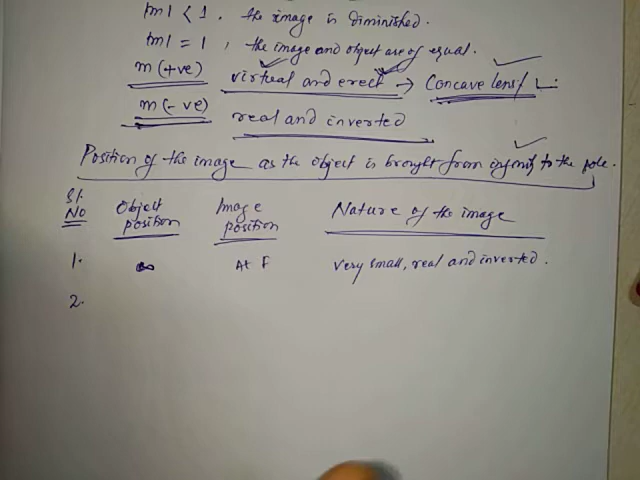 |m| < 1, the image is diminished.
|m| = 1, the image and object are of equal.
m(+ve) virtual and erect → Concave lens/
m(-ve) real and inverted
Position of the image as the object is brought from infinity to the pole.
Sl. No Object position Image position Nature of the image
1. ∞ At F Very small, real and inverted.
2.